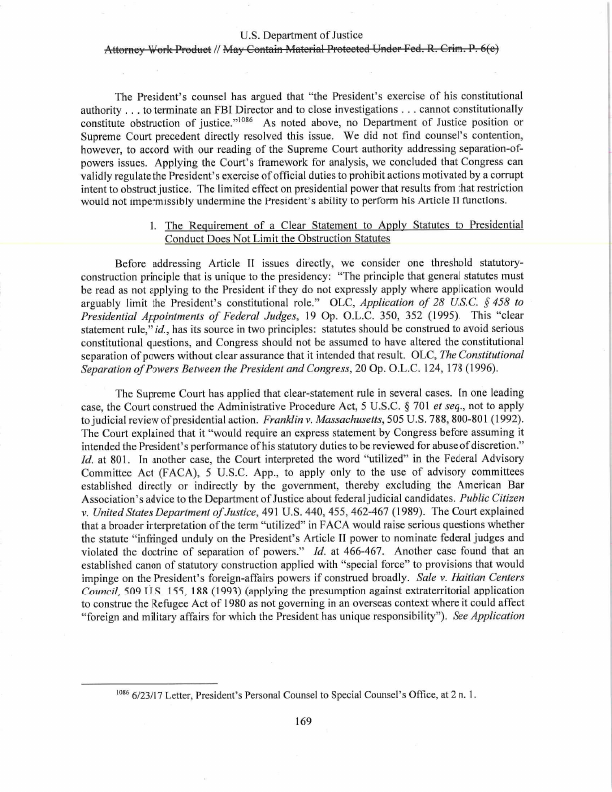 U.S. Department of Justice
Attorney Work Product // May Contain Material Protected Under Fed. R. Crim. P. 6(e)
The President's counsel has argued that "the President's exercise of his constitutional
authority . . . to terminate an FBI Director and to close investigations . . . cannot constitutionally
constitute obstruction of justice."1086 As noted above, no Department of Justice position or
Supreme Court precedent directly resolved this issue. We did not find counsel's contention,
however, to accord with our reading of the Supreme Court authority addressing separation-of-
powers issues. Applying the Court's framework for analysis, we concluded that Congress can
validly regulate the President's exercise of official duties to prohibit actions motivated by a corrupt
intent to obstruct justice. The limited effect on presidential power that results from that restriction
would not impermissibly undermine the President's ability to perform his Article II functions.
1. The Requirement of a Clear Statement to Apply Statutes to Presidential
Conduct Does Not Limit the Obstruction Statutes
Before addressing Article II issues directly, we consider one threshold statutory-
construction principle that is unique to the presidency: "The principle that general statutes must
be read as not applying to the President if they do not expressly apply where application would
arguably limit the President's constitutional role." OLC, Application of 28 U.S.C. § 458 to
Presidential Appointments of Federal Judges, 19 Op. O.L.C. 350, 352 (1995). This "clear
statement rule," id., has its source in two principles: statutes should be construed to avoid serious
constitutional questions, and Congress should not be assumed to have altered the constitutional
separation of powers without clear assurance that it intended that result. OLC, The Constitutional
Separation of Powers Between the President and Congress, 20 Op. O.L.C. 124, 178 (1996).
The Supreme Court has applied that clear-statement rule in several cases. In one leading
case, the Court construed the Administrative Procedure Act, 5 U.S.C. § 701 et seq., not to apply
to judicial review of presidential action. Franklin v. Massachusetts, 505 U.S. 788, 800-801 (1992).
The Court explained that it "would require an express statement by Congress before assuming it
intended the President's performance of his statutory duties to be reviewed for abuse of discretion."
Id. at 801. In another case, the Court interpreted the word "utilized" in the Federal Advisory
Committee Act (FACA), 5 U.S.C. App., to apply only to the use of advisory committees
established directly or indirectly by the government, thereby excluding the American Bar
Association's advice to the Department of Justice about federal judicial candidates. Public Citizen
v. United States Department of Justice, 491 U.S. 440, 455, 462-467 (1989). The Court explained
that a broader interpretation of the term "utilized" in FACA would raise serious questions whether
the statute "infringed unduly on the President's Article II power to nominate federal judges and
violated the doctrine of separation of powers." Id. at 466-467. Another case found that an
established canon of statutory construction applied with "special force" to provisions that would
impinge on the President's foreign-affairs powers if construed broadly. Sale v. Haitian Centers
Council, 509 U.S. 155, 188 (1993) (applying the presumption against extraterritorial application
to construe the Refugee Act of 1980 as not governing in an overseas context where it could affect
"foreign and military affairs for which the President has unique responsibility"). See Application
1086 6/23/17 Letter, President's Personal Counsel to Special Counsel's Office, at 2 n. 1.
169